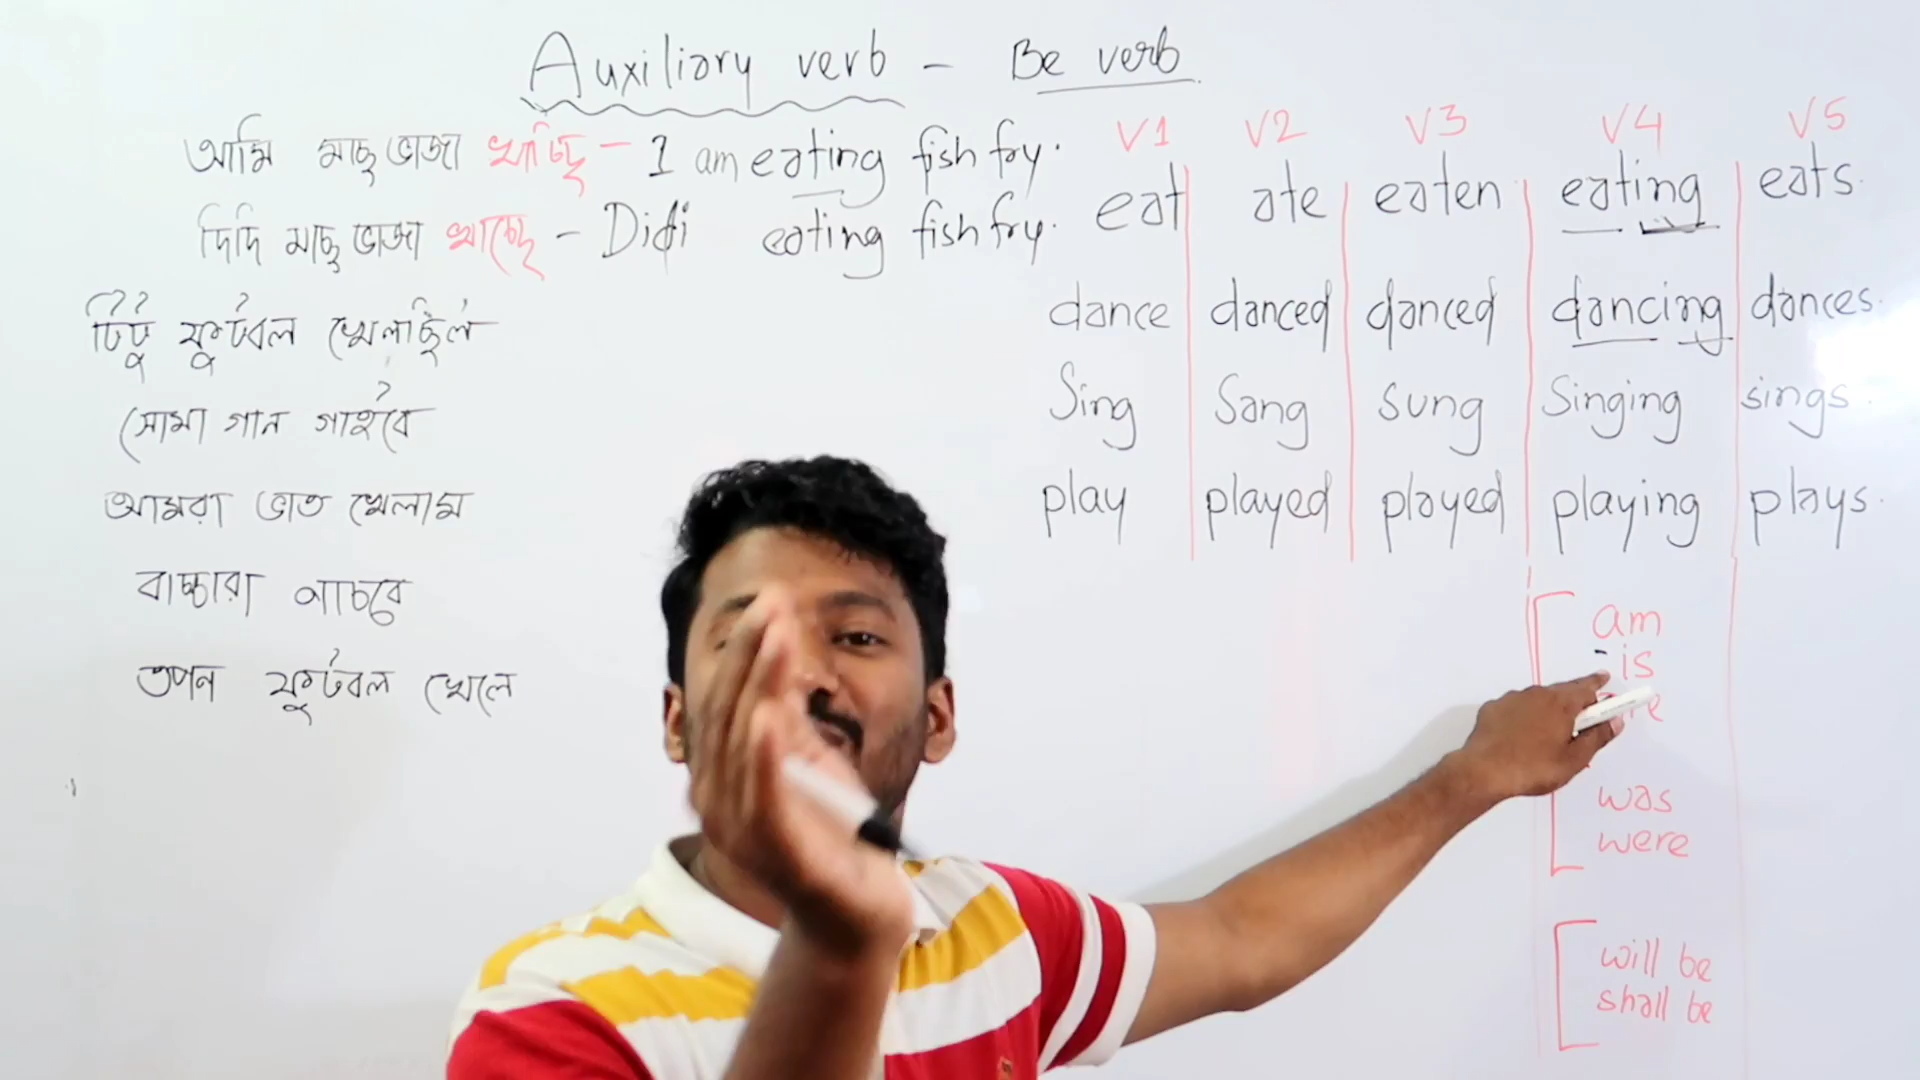 Auxiliary verb - Be verb
আমি মাছ ভাজা খাচ্ছি - I am eating fish fry.
দিদি মাছ ভাজা খাচ্ছে - Didi eating fish fry.
টিটু ফুটবল খেলছিল
সোমা গান গাইবে
আমরা ভাত খেলাম
বাচ্চারা নাচবে
তপন ফুটবল খেলে
V1 V2 V3 V4 V5
eat ate eaten eating eats.
dance danced danced dancing dances.
Sing Sang sung Singing sings.
play played played playing plays.
am
is
was
were
will be
shall be